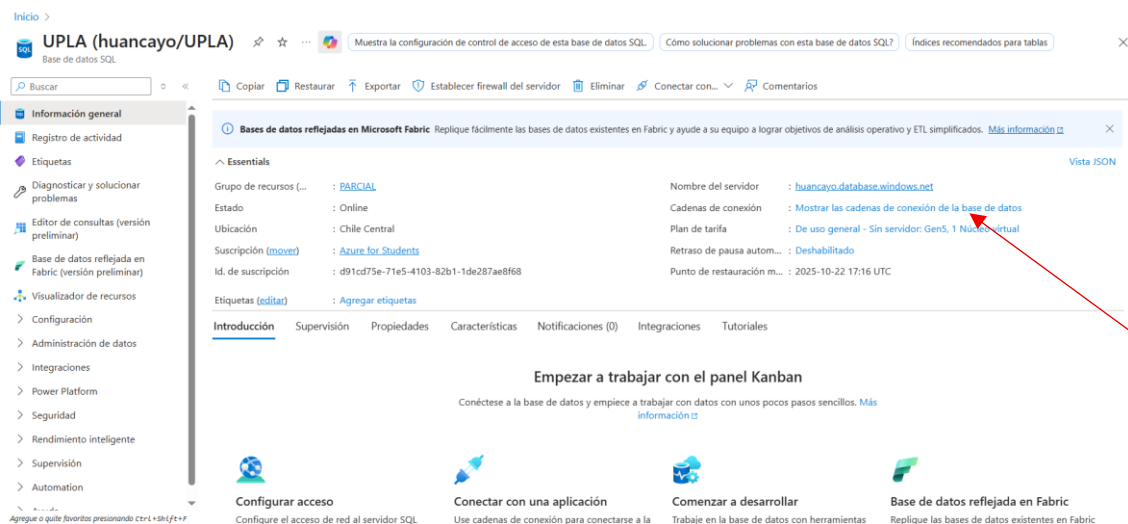 Inicio >
UPLA (huancayo/UPLA)
Muestra la configuración de control de acceso de esta base de datos SQL.
Cómo solucionar problemas con esta base de datos SQL?
Índices recomendados para tablas
Base de datos SQL
Buscar
Copiar Restaurar Exportar Establecer firewall del servidor Eliminar Conectar con... Comentarios
Información general
Registro de actividad
Etiquetas
Diagnosticar y solucionar
problemas
Editor de consultas (versión
preliminar)
Base de datos reflejada en
Fabric (versión preliminar)
Visualizador de recursos
Configuración
Administración de datos
Integraciones
Power Platform
Seguridad
Rendimiento inteligente
Supervisión
Automation
Agregue o quite favoritos presionando Ctrl+Shift+F
Bases de datos reflejadas en Microsoft Fabric Replique fácilmente las bases de datos existentes en Fabric y ayude a su equipo a lograr objetivos de análisis operativo y ETL simplificados. Más información
Essentials
Vista JSON
Grupo de recursos (... : PARCIAL
Estado : Online
Ubicación : Chile Central
Suscripción (mover) : Azure for Students
Id. de suscripción : d91cd75e-71e5-4103-82b1-1de287ae8f68
Nombre del servidor : huancayo.database.windows.net
Cadenas de conexión : Mostrar las cadenas de conexión de la base de datos
Plan de tarifa : De uso general - Sin servidor: Gen5, 1 Núcleo virtual
Retraso de pausa autom... : Deshabilitado
Punto de restauración m... : 2025-10-22 17:16 UTC
Etiquetas (editar) : Agregar etiquetas
Introducción Supervisión Propiedades Características Notificaciones (0) Integraciones Tutoriales
Empezar a trabajar con el panel Kanban
Conéctese a la base de datos y empiece a trabajar con datos con unos pocos pasos sencillos. Más
información
Configurar acceso
Configure el acceso de red al servidor SQL
Conectar con una aplicación
Use cadenas de conexión para conectarse a la
Comenzar a desarrollar
Trabaje en la base de datos con herramientas
Base de datos reflejada en Fabric
Replique las bases de datos existentes en Fabric